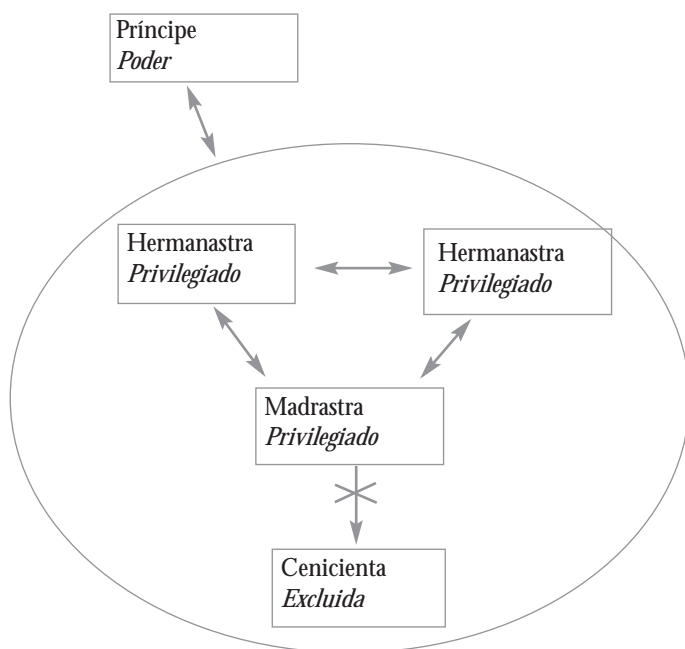 Príncipe
Poder
Hermanastra
Privilegiado
Hermanastra
Privilegiado
Madrastra
Privilegiado
Cenicienta
Excluida